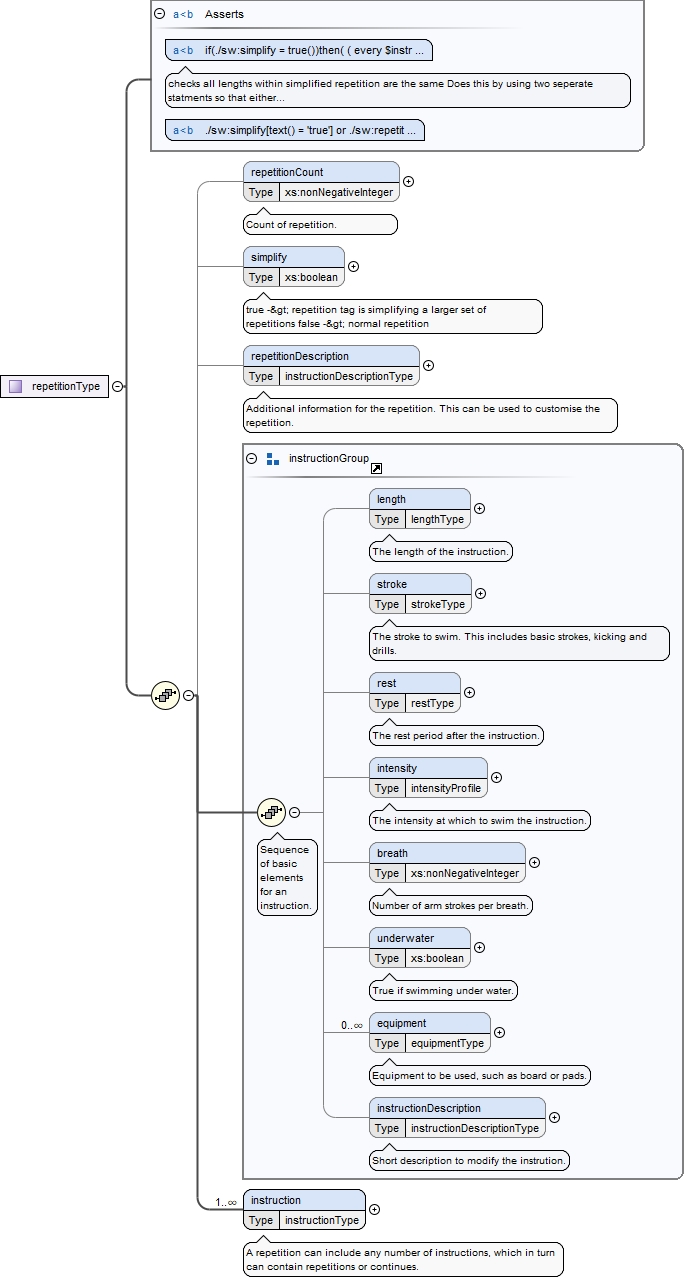 a<b Asserts
a<b if(./sw:simplify = true())then( ( every $instr ...
checks all lengths within simplified repetition are the same Does this by using two seperate
statments so that either...
a<b ./sw:simplify[text() = 'true'] or ./sw:repetit ...
repetitionCount
Type xs:nonNegativeInteger
Count of repetition.
simplify
Type xs:boolean
true -&gt; repetition tag is simplifying a larger set of
repetitions false -&gt; normal repetition
repetitionType
repetitionDescription
Type instructionDescriptionType
Additional information for the repetition. This can be used to customise the
repetition.
instructionGroup
length
Type lengthType
The length of the instruction.
stroke
Type strokeType
The stroke to swim. This includes basic strokes, kicking and
drills.
rest
Type restType
The rest period after the instruction.
intensity
Type intensityProfile
The intensity at which to swim the instruction.
Sequence
of basic
elements
for an
instruction.
breath
Type xs:nonNegativeInteger
Number of arm strokes per breath.
underwater
Type xs:boolean
True if swimming under water.
0..∞
equipment
Type equipmentType
Equipment to be used, such as board or pads.
instructionDescription
Type instructionDescriptionType
Short description to modify the instrution.
1..∞
instruction
Type instructionType
A repetition can include any number of instructions, which in turn
can contain repetitions or continues.